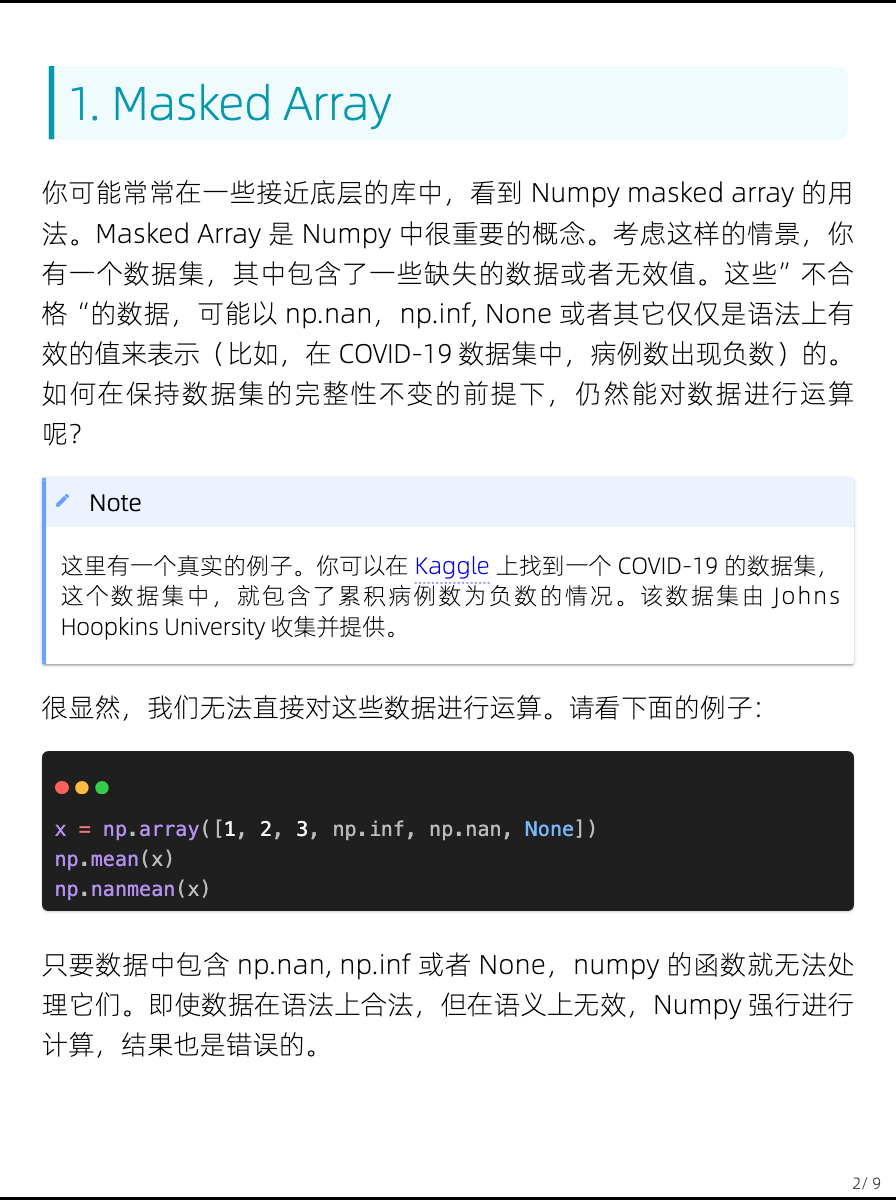 1. Masked Array
你可能常常在一些接近底层的库中，看到 Numpy masked array 的用
法。Masked Array 是 Numpy 中很重要的概念。考虑这样的情景，你
有一个数据集，其中包含了一些缺失的数据或者无效值。这些”不合
格“的数据，可能以 np.nan，np.inf, None 或者其它仅仅是语法上有
效的值来表示（比如，在 COVID-19 数据集中，病例数出现负数）的。
如何在保持数据集的完整性不变的前提下，仍然能对数据进行运算
呢？
Note
这里有一个真实的例子。你可以在 Kaggle 上找到一个 COVID-19 的数据集，
这个数据集中，就包含了累积病例数为负数的情况。该数据集由 Johns
Hoopkins University 收集并提供。
很显然，我们无法直接对这些数据进行运算。请看下面的例子：
x = np.array([1, 2, 3, np.inf, np.nan, None])
np.mean(x)
np.nanmean(x)
只要数据中包含 np.nan, np.inf 或者 None，numpy 的函数就无法处
理它们。即使数据在语法上合法，但在语义上无效，Numpy 强行进行
计算，结果也是错误的。
2/ 9